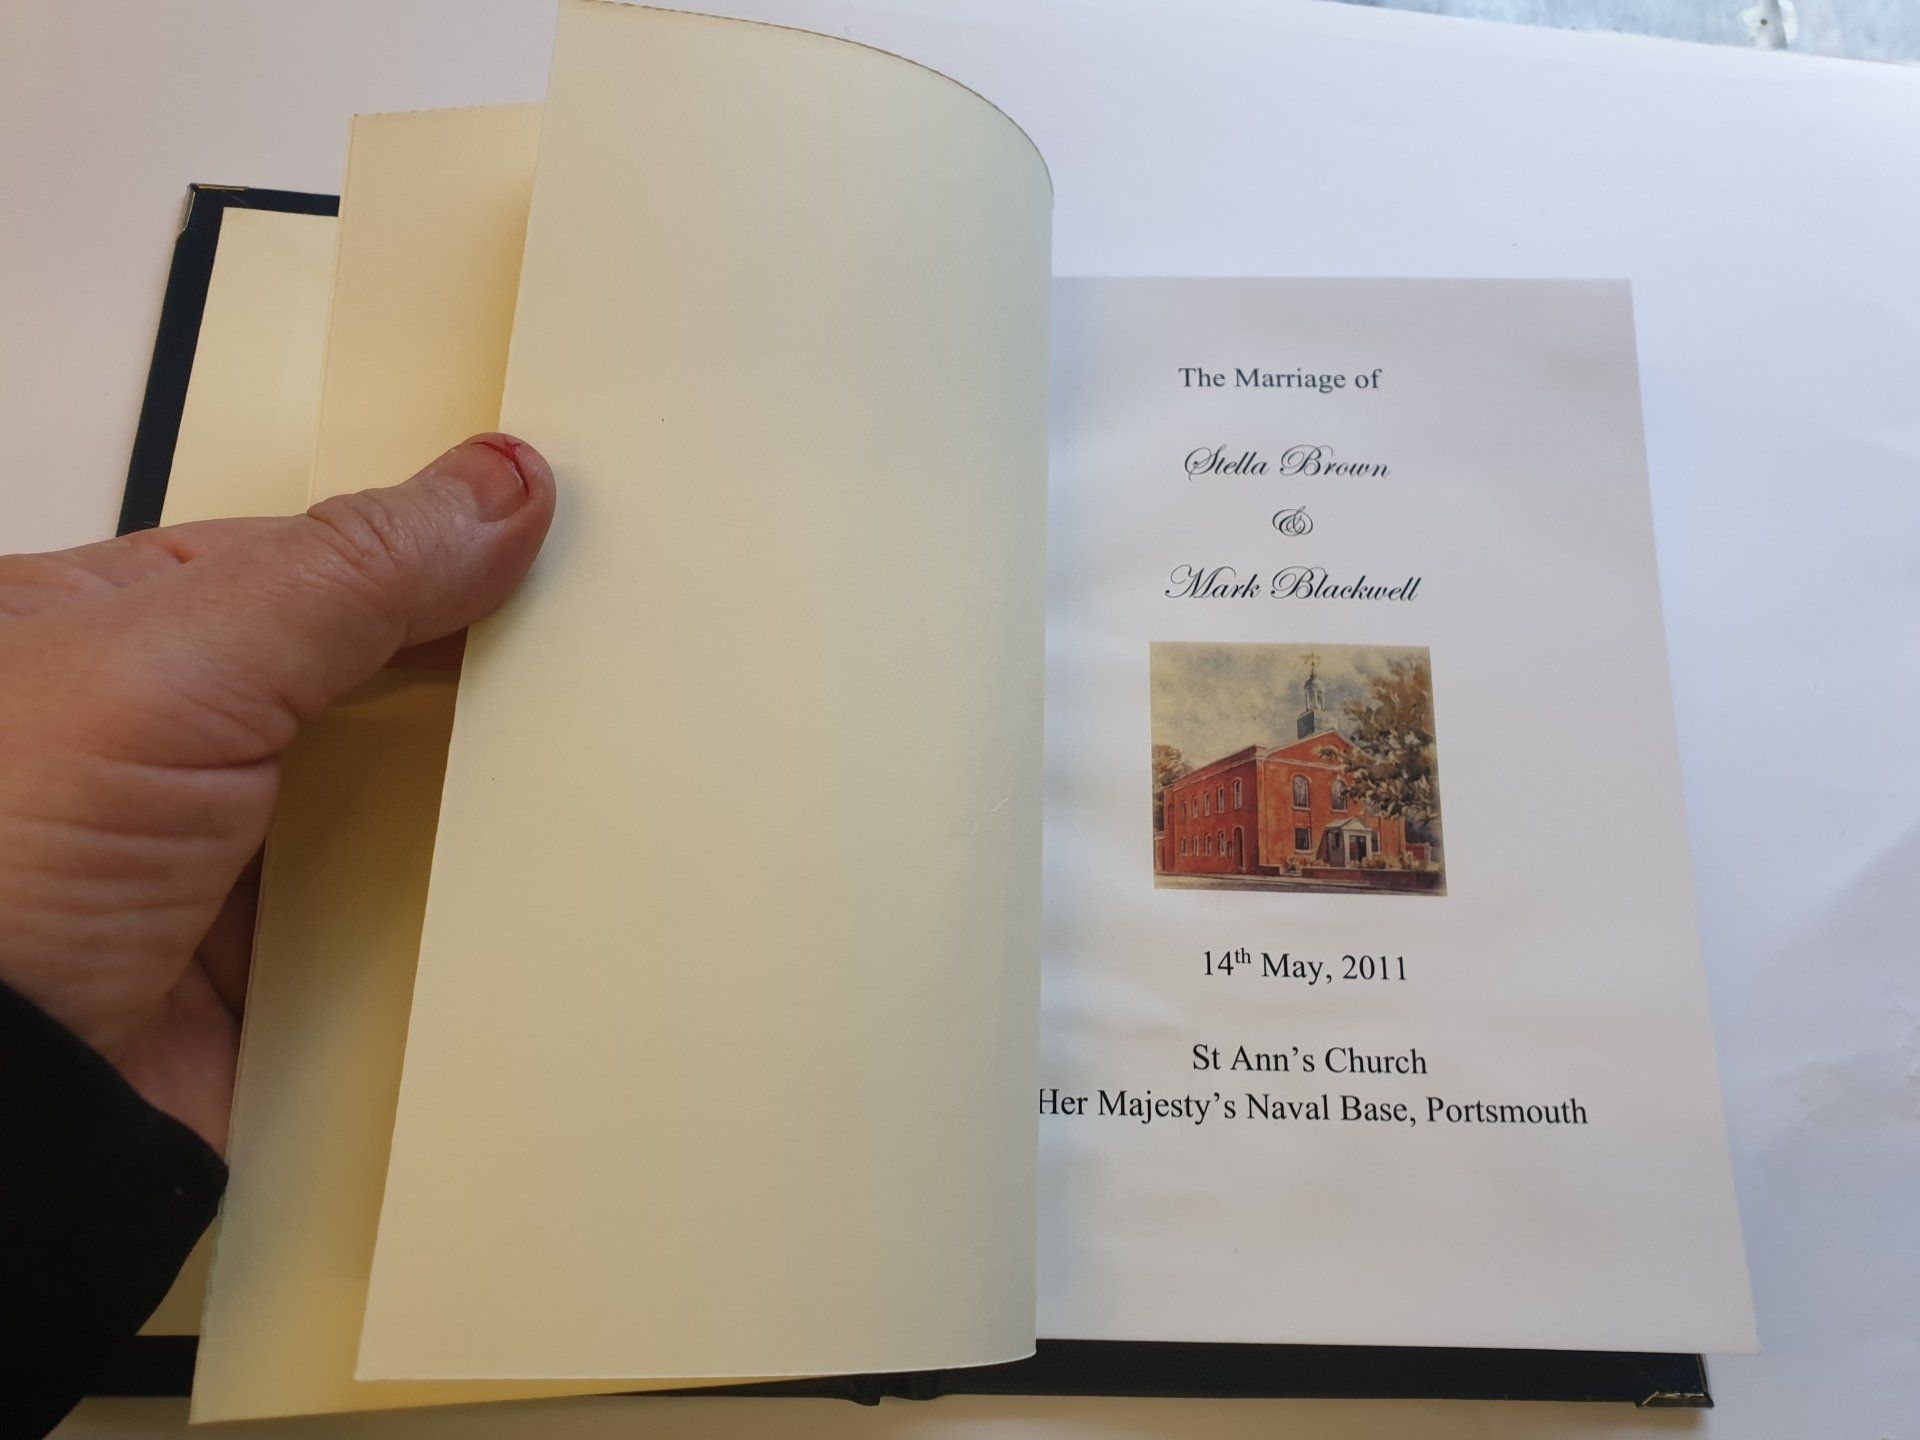 The Marriage of
Stella Brown
&
Mark Blackwell
14th May, 2011
St Ann's Church
Her Majesty's Naval Base, Portsmouth